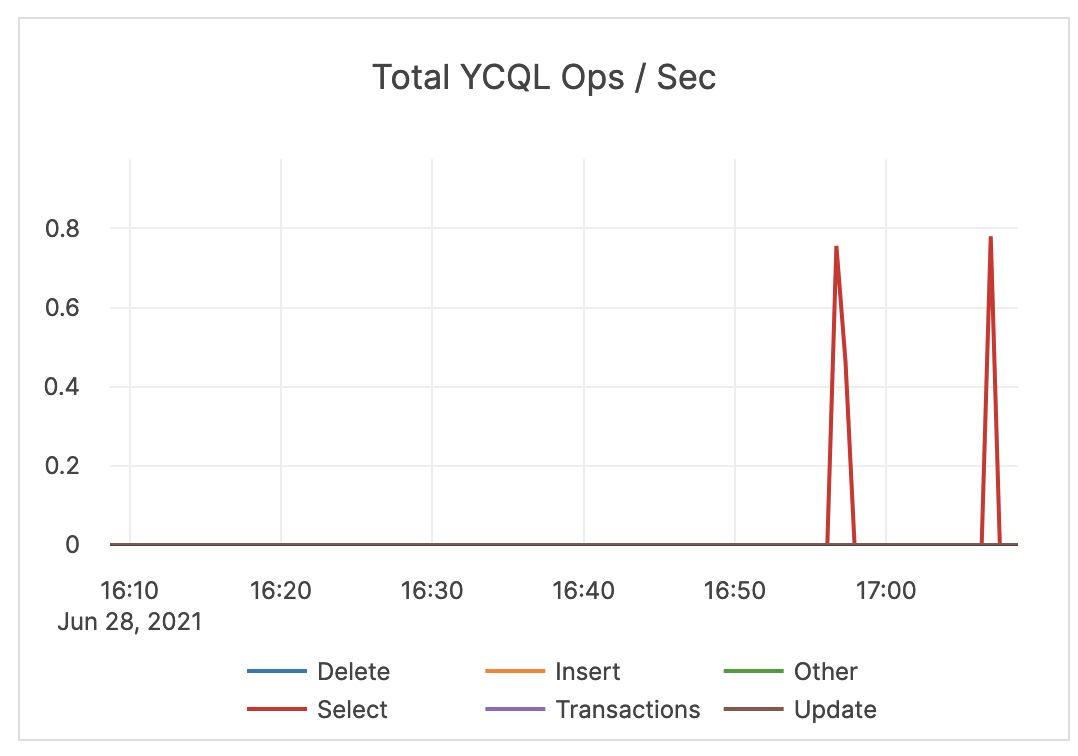 Total YCQL Ops / Sec
0.8
0.6
0.4
0.2
0
16:10 16:20 16:30 16:40 16:50 17:00
Jun 28, 2021
Delete Insert Other
Select Transactions Update